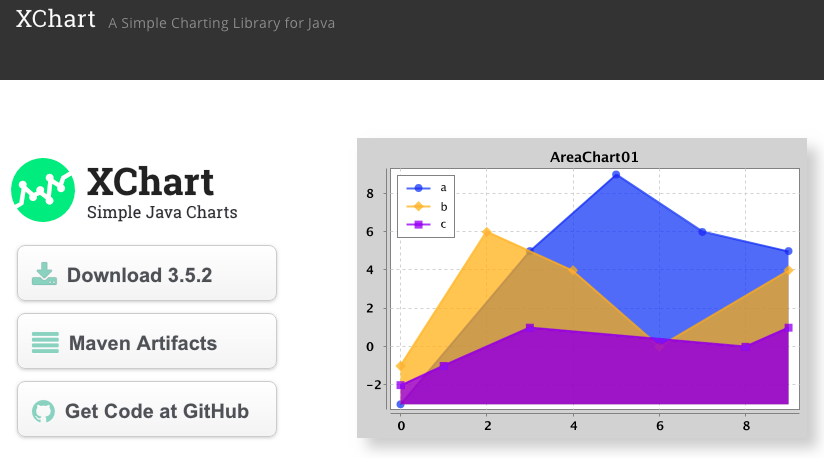 XChart A Simple Charting Library for Java
XChart
Simple Java Charts
Download 3.5.2
Maven Artifacts
Get Code at GitHub
AreaChart01
a
b
c
8
6
4
2
0
−2
0 2 4 6 8